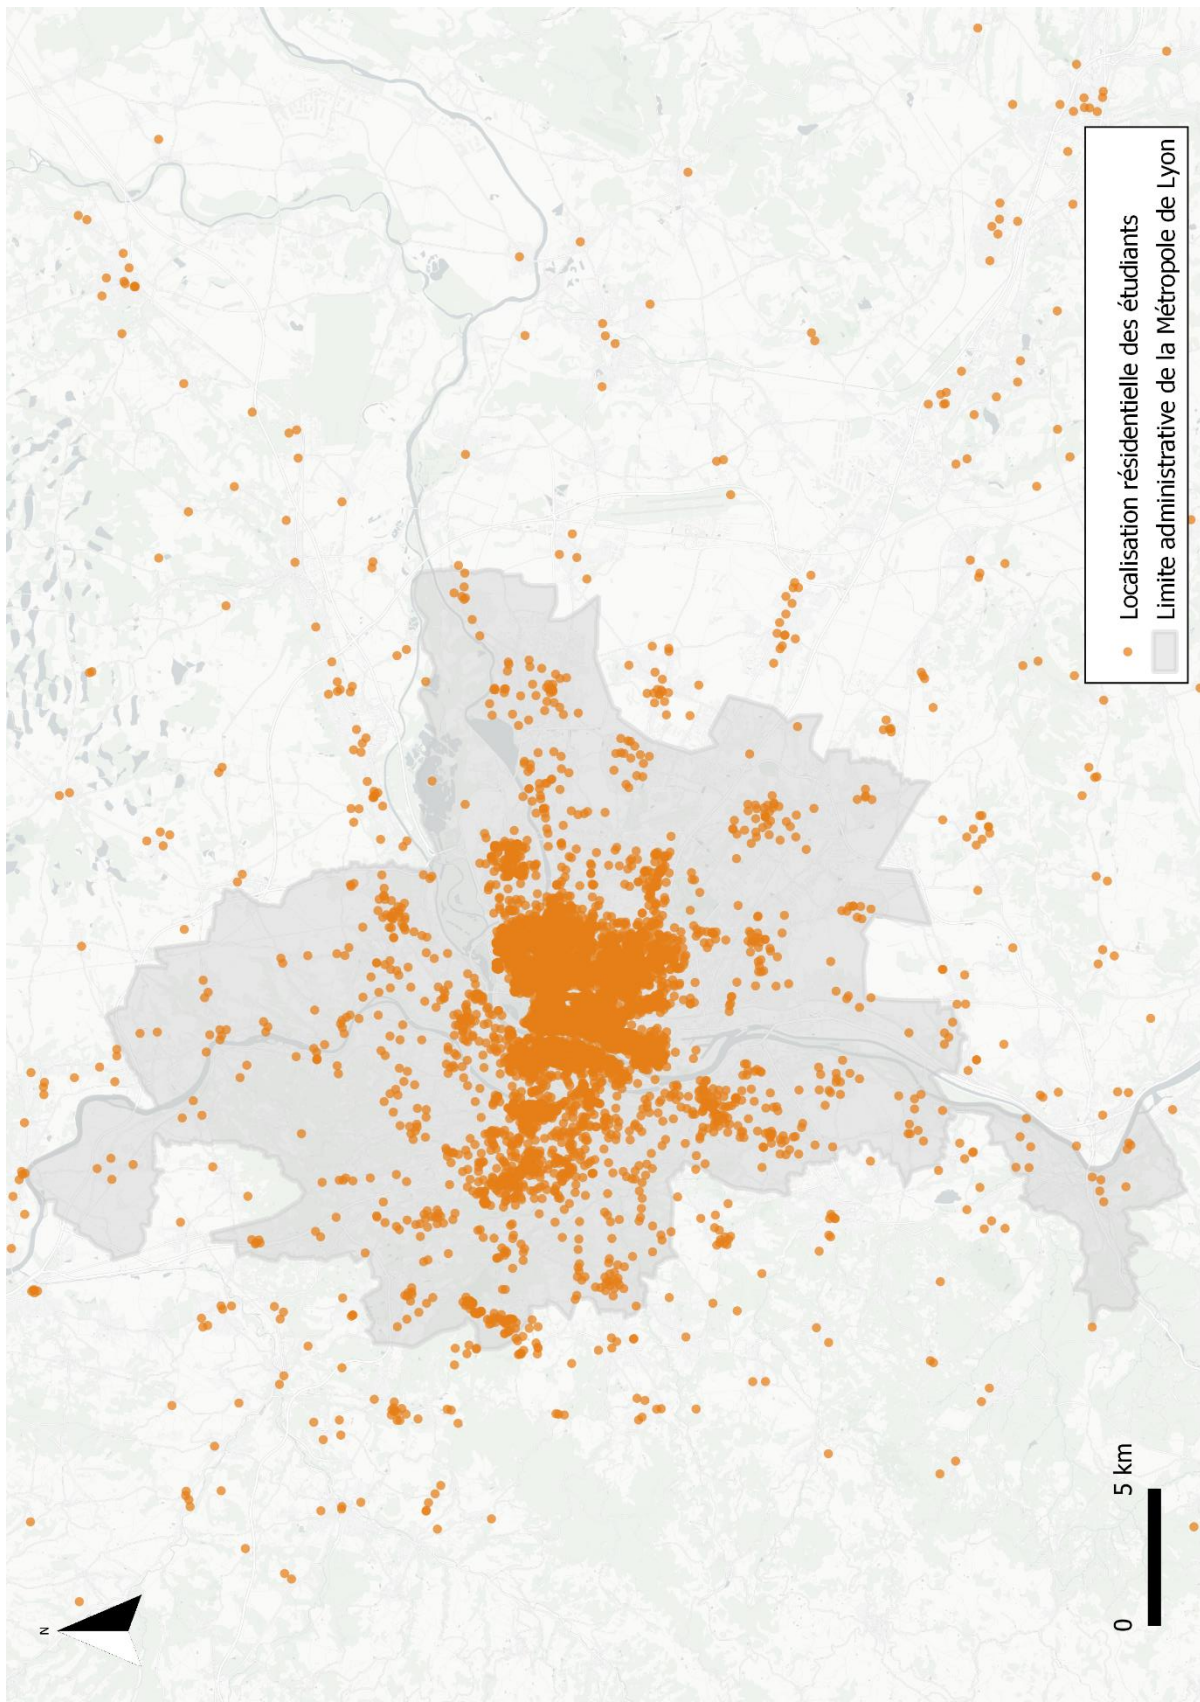 N
Localisation résidentielle des étudiants
Limite administrative de la Métropole de Lyon
0 5 km